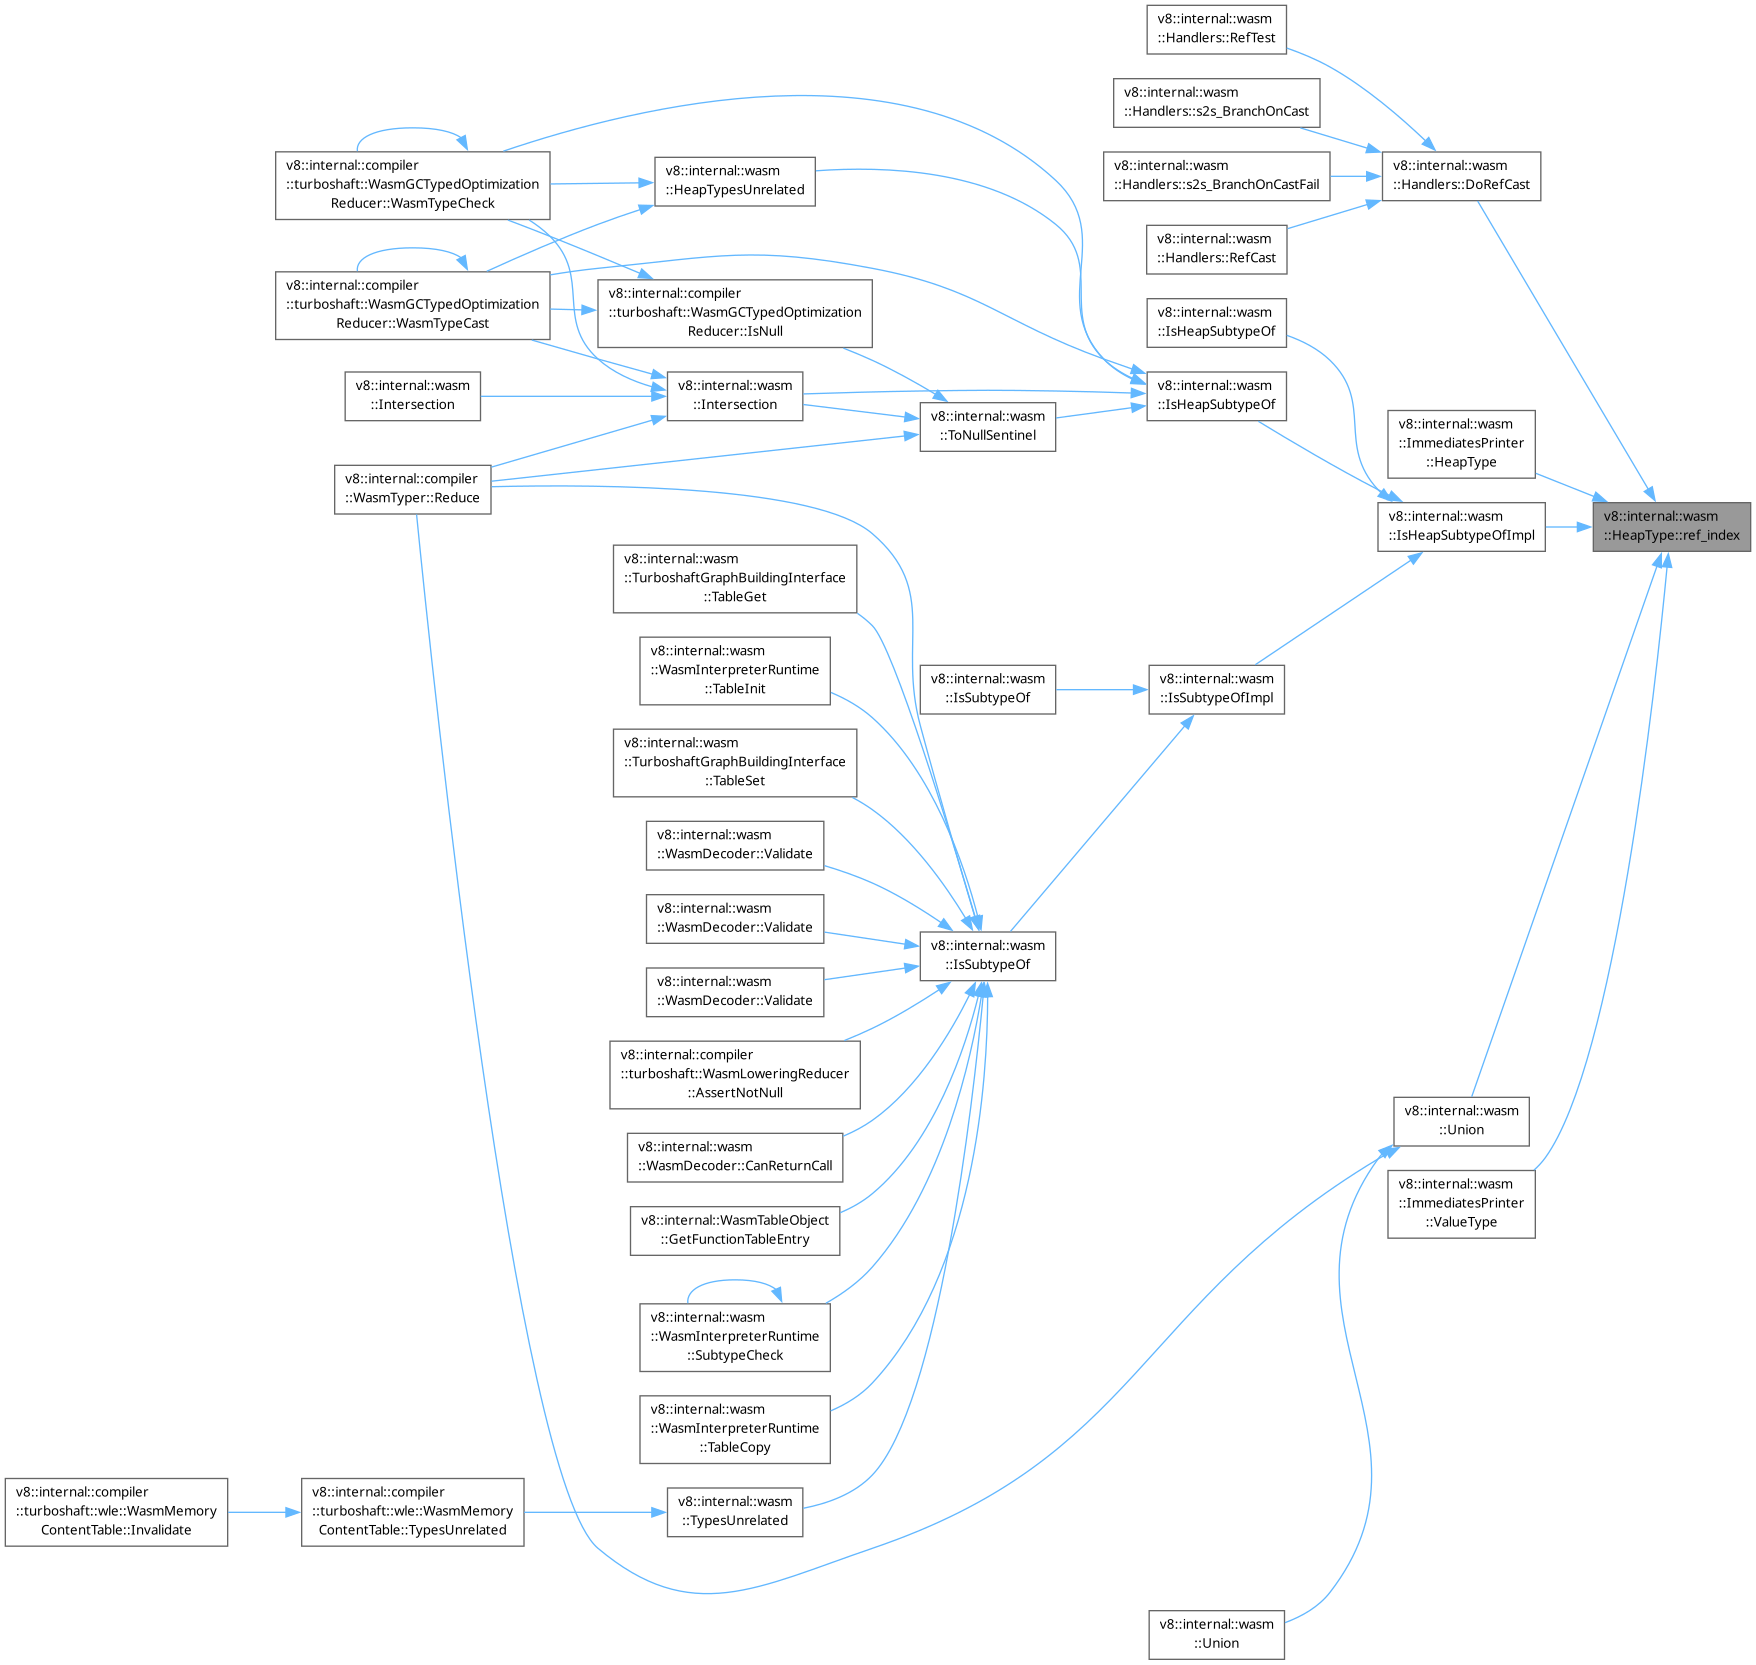 v8::internal::wasm
::Handlers::RefTest
v8::internal::wasm
::Handlers::s2s_BranchOnCast
v8::internal::compiler
::turboshaft::WasmGCTypedOptimization
Reducer::WasmTypeCheck
v8::internal::wasm
::HeapTypesUnrelated
v8::internal::wasm
::Handlers::s2s_BranchOnCastFail
v8::internal::wasm
::Handlers::DoRefCast
v8::internal::wasm
::Handlers::RefCast
v8::internal::compiler
::turboshaft::WasmGCTypedOptimization
Reducer::WasmTypeCast
v8::internal::compiler
::turboshaft::WasmGCTypedOptimization
Reducer::IsNull
v8::internal::wasm
::IsHeapSubtypeOf
v8::internal::wasm
::Intersection
v8::internal::wasm
::Intersection
v8::internal::wasm
::ToNullSentinel
v8::internal::wasm
::IsHeapSubtypeOf
v8::internal::wasm
::ImmediatesPrinter
::HeapType
v8::internal::compiler
::WasmTyper::Reduce
v8::internal::wasm
::IsHeapSubtypeOfImpl
v8::internal::wasm
::HeapType::ref_index
v8::internal::wasm
::TurboshaftGraphBuildingInterface
::TableGet
v8::internal::wasm
::WasmInterpreterRuntime
::TableInit
v8::internal::wasm
::IsSubtypeOf
v8::internal::wasm
::IsSubtypeOfImpl
v8::internal::wasm
::TurboshaftGraphBuildingInterface
::TableSet
v8::internal::wasm
::WasmDecoder::Validate
v8::internal::wasm
::WasmDecoder::Validate
v8::internal::wasm
::IsSubtypeOf
v8::internal::wasm
::WasmDecoder::Validate
v8::internal::compiler
::turboshaft::WasmLoweringReducer
::AssertNotNull
v8::internal::wasm
::Union
v8::internal::wasm
::WasmDecoder::CanReturnCall
v8::internal::wasm
::ImmediatesPrinter
::ValueType
v8::internal::WasmTableObject
::GetFunctionTableEntry
v8::internal::wasm
::WasmInterpreterRuntime
::SubtypeCheck
v8::internal::wasm
::WasmInterpreterRuntime
::TableCopy
v8::internal::compiler
::turboshaft::wle::WasmMemory
ContentTable::Invalidate
v8::internal::compiler
::turboshaft::wle::WasmMemory
ContentTable::TypesUnrelated
v8::internal::wasm
::TypesUnrelated
v8::internal::wasm
::Union